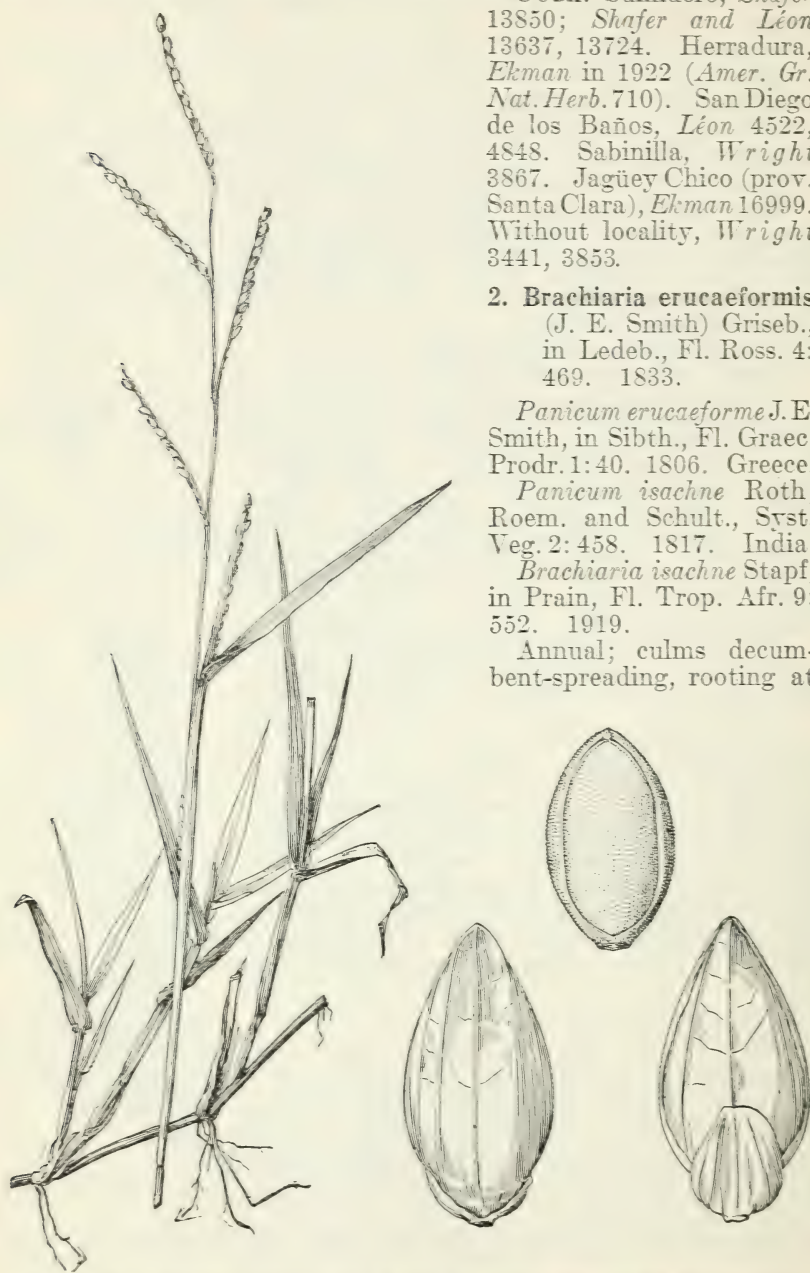 13850; Shafer and Léon
13637, 13724. Herradura,
Ekman in 1922 (Amer. Gr.
Nat. Herb. 710). San Diego
de los Baños, Léon 4522,
4848. Sabinilla, Wright
3867. Jagüey Chico (prov.
Santa Clara), Ekman 16999.
Without locality, Wright
3441, 3853.
2. Brachiaria erucaeformis
(J. E. Smith) Griseb.,
in Ledeb., Fl. Ross. 4:
469. 1833.
Panicum erucaeforme J. E
Smith, in Sibth., Fl. Graec
Prodr. 1: 40. 1806. Greece
Panicum isachne Roth
Roem. and Schult., Syst
Veg. 2: 458. 1817. India
Brachiaria isachne Stapf
in Prain, Fl. Trop. Afr. 9:
552. 1919.
Annual; culms decum-
bent-spreading, rooting at